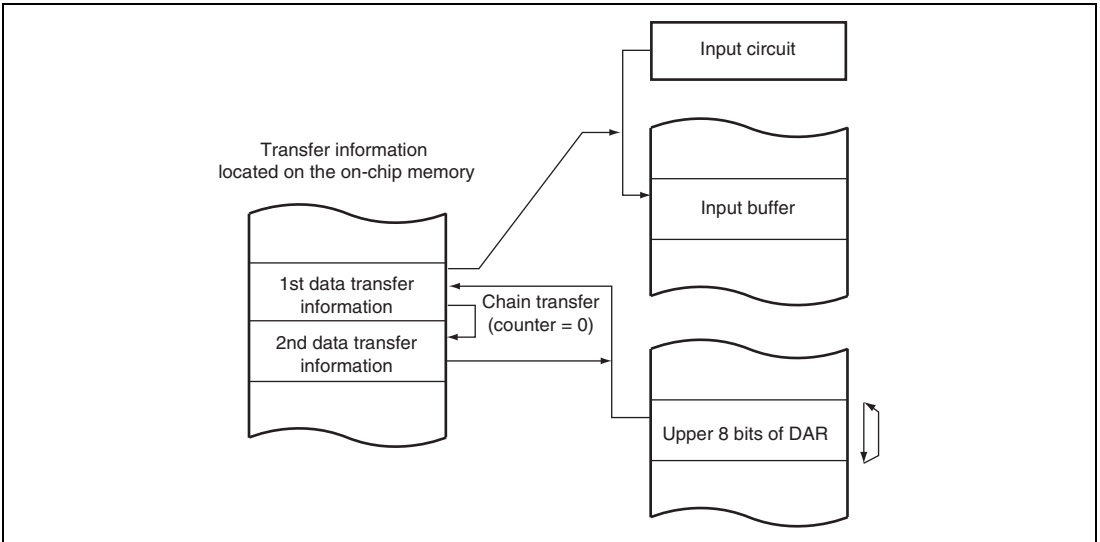 Input circuit
Transfer information
located on the on-chip memory
Input buffer
1st data transfer
information
Chain transfer
(counter = 0)
2nd data transfer
information
Upper 8 bits of DAR